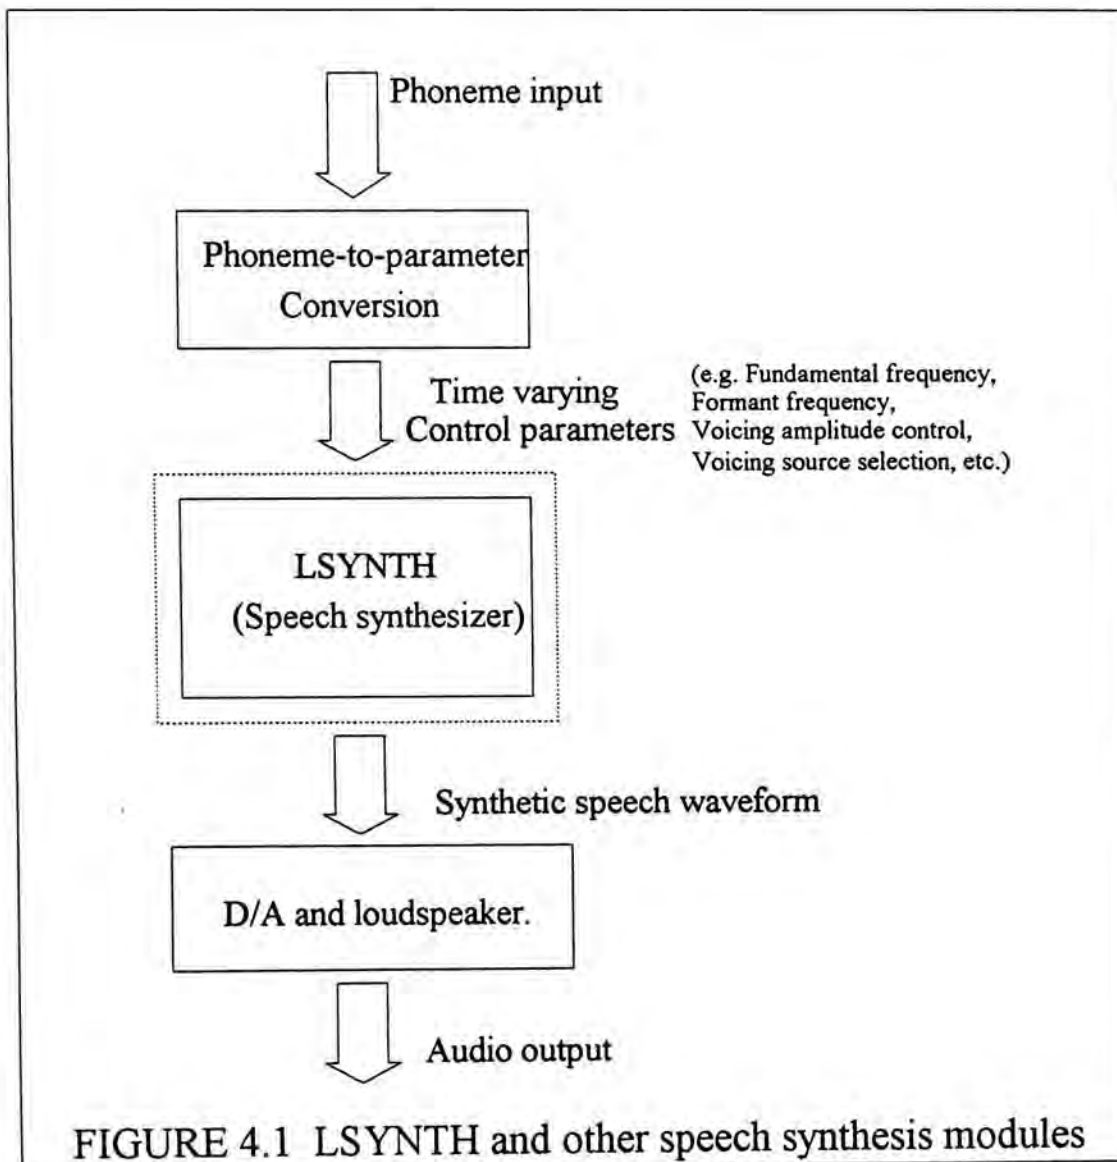 Phoneme input
Phoneme-to-parameter
Conversion
Time varying
Control parameters
(e.g. Fundamental frequency,
Formant frequency,
Voicing amplitude control,
Voicing source selection, etc.)
LSYNTH
(Speech synthesizer)
Synthetic speech waveform
D/A and loudspeaker.
Audio output
FIGURE 4.1 LSYNTH and other speech synthesis modules